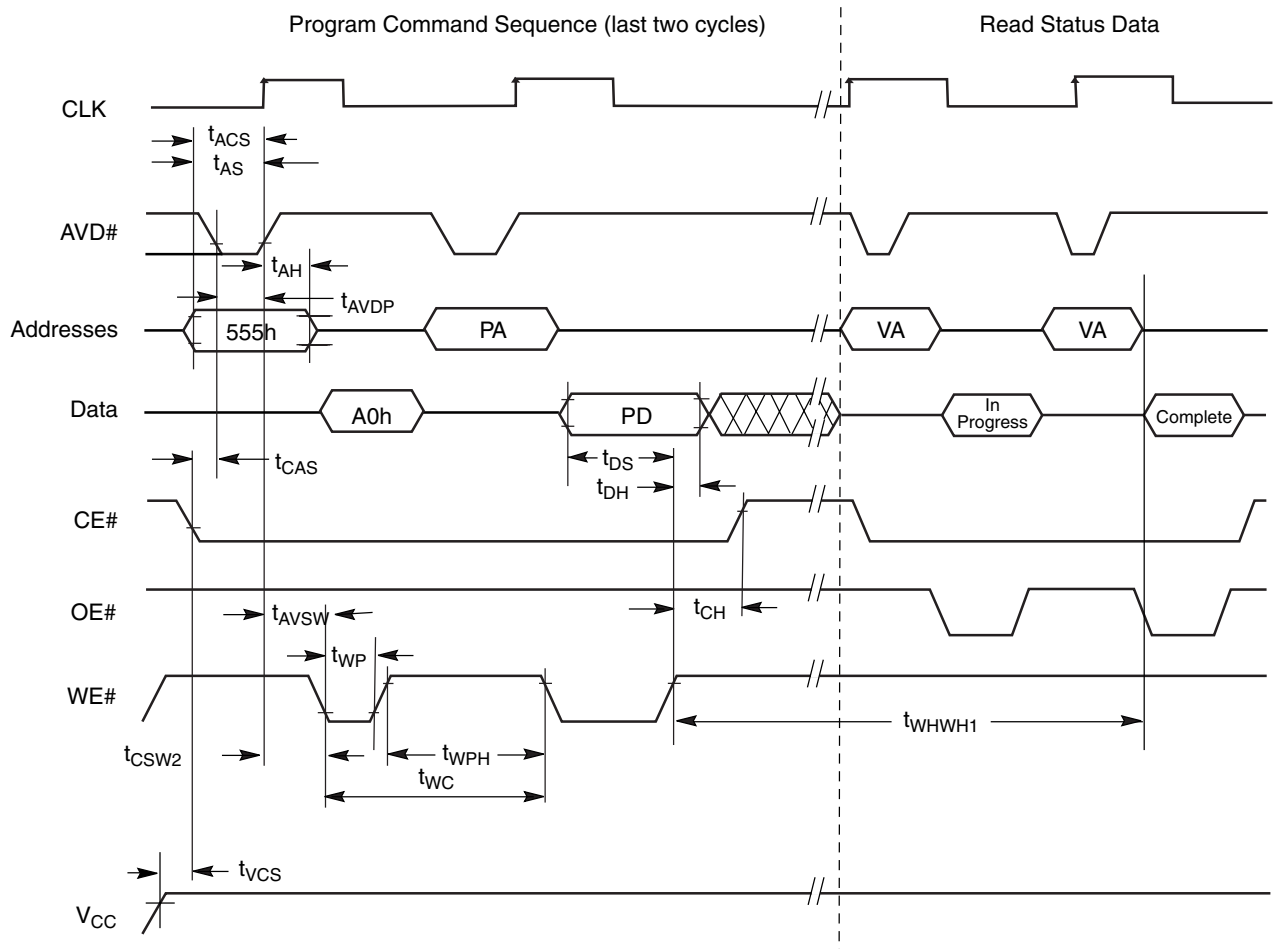 Program Command Sequence (last two cycles)
Read Status Data
CLK
tACS
tAS
AVD#
tAH
tAVDP
Addresses
555h
PA
VA
VA
Data
A0h
PD
In
Progress
Complete
tCAS
tDS
tDH
CE#
OE#
tAVSW
tCH
tWP
WE#
tWHWH1
tCSW2
tWPH
tWC
tVCS
VCC